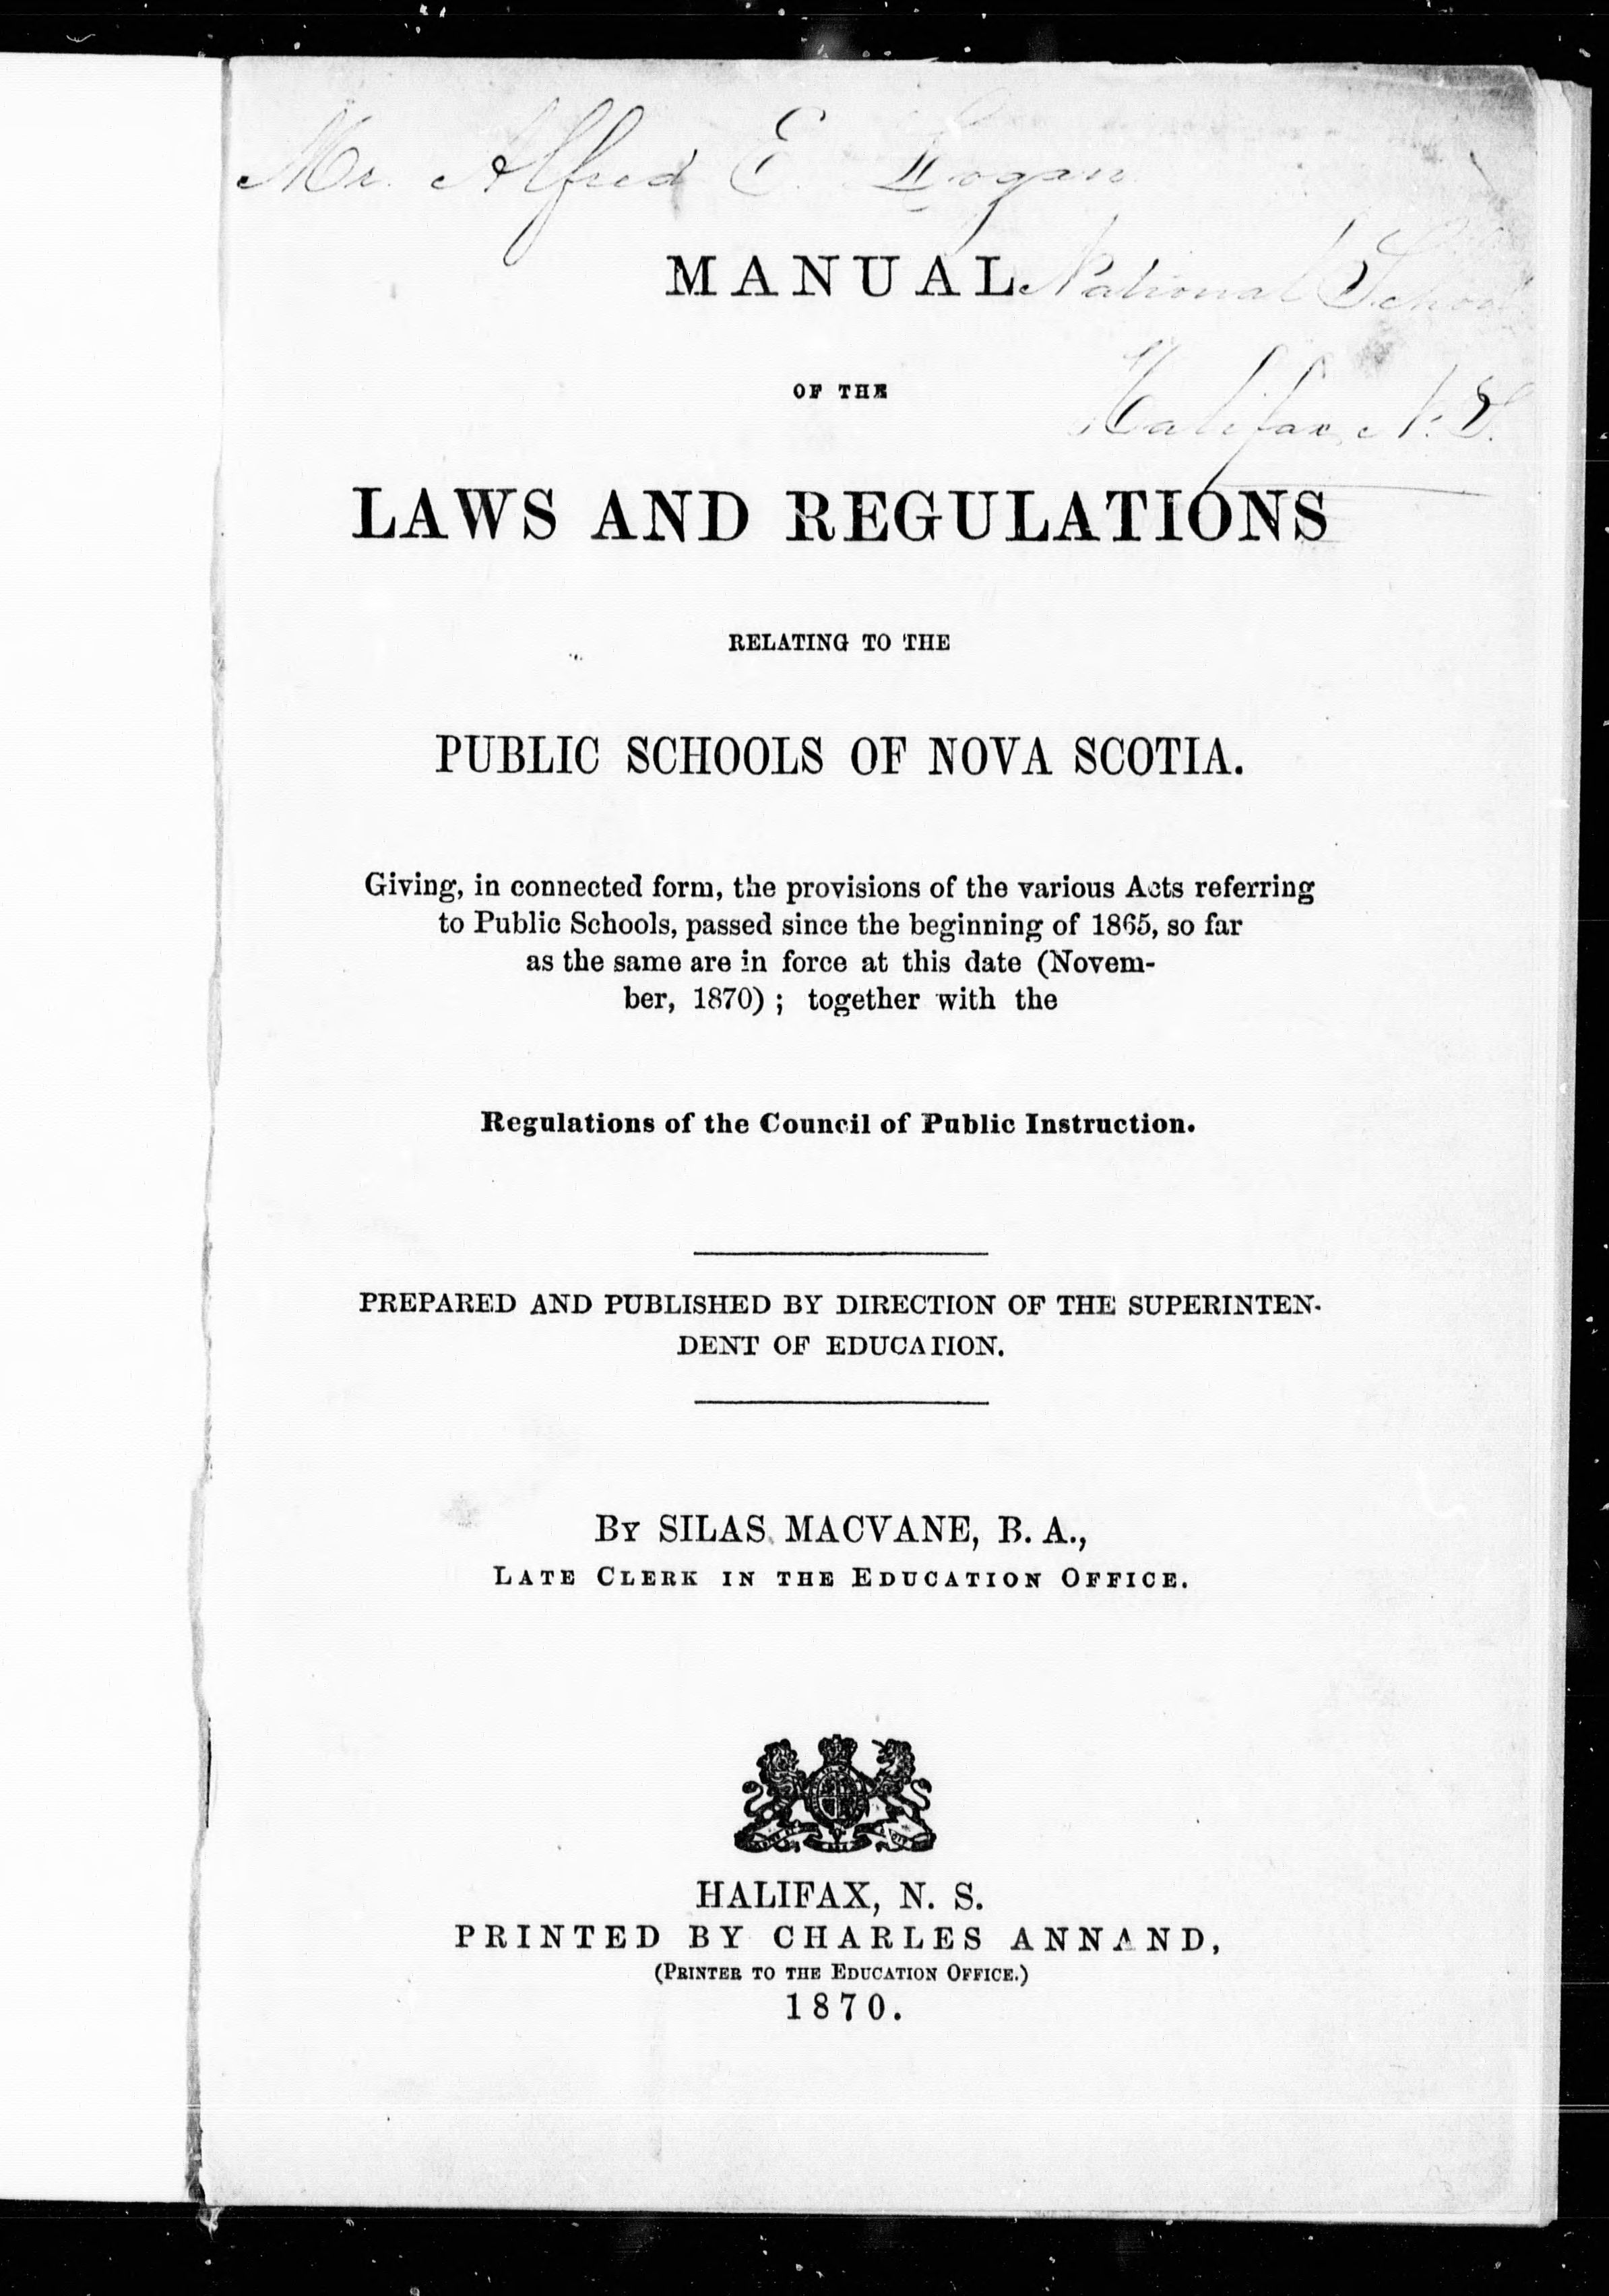 Mr. Alfred E. Logan
National School
Halifax, N. S.
MANUAL
OF THE
LAWS AND REGULATIONS
RELATING TO THE
PUBLIC SCHOOLS OF NOVA SCOTIA.
Giving, in connected form, the provisions of the various Acts referring
to Public Schools, passed since the beginning of 1865, so far
as the same are in force at this date (Novem-
ber, 1870) ; together with the
Regulations of the Council of Public Instruction.
PREPARED AND PUBLISHED BY DIRECTION OF THE SUPERINTEN-
DENT OF EDUCATION.
BY SILAS MACVANE, B. A.,
LATE CLERK IN THE EDUCATION OFFICE.
HALIFAX, N. S.
PRINTED BY CHARLES ANNAND,
(PRINTER TO THE EDUCATION OFFICE.)
1870.